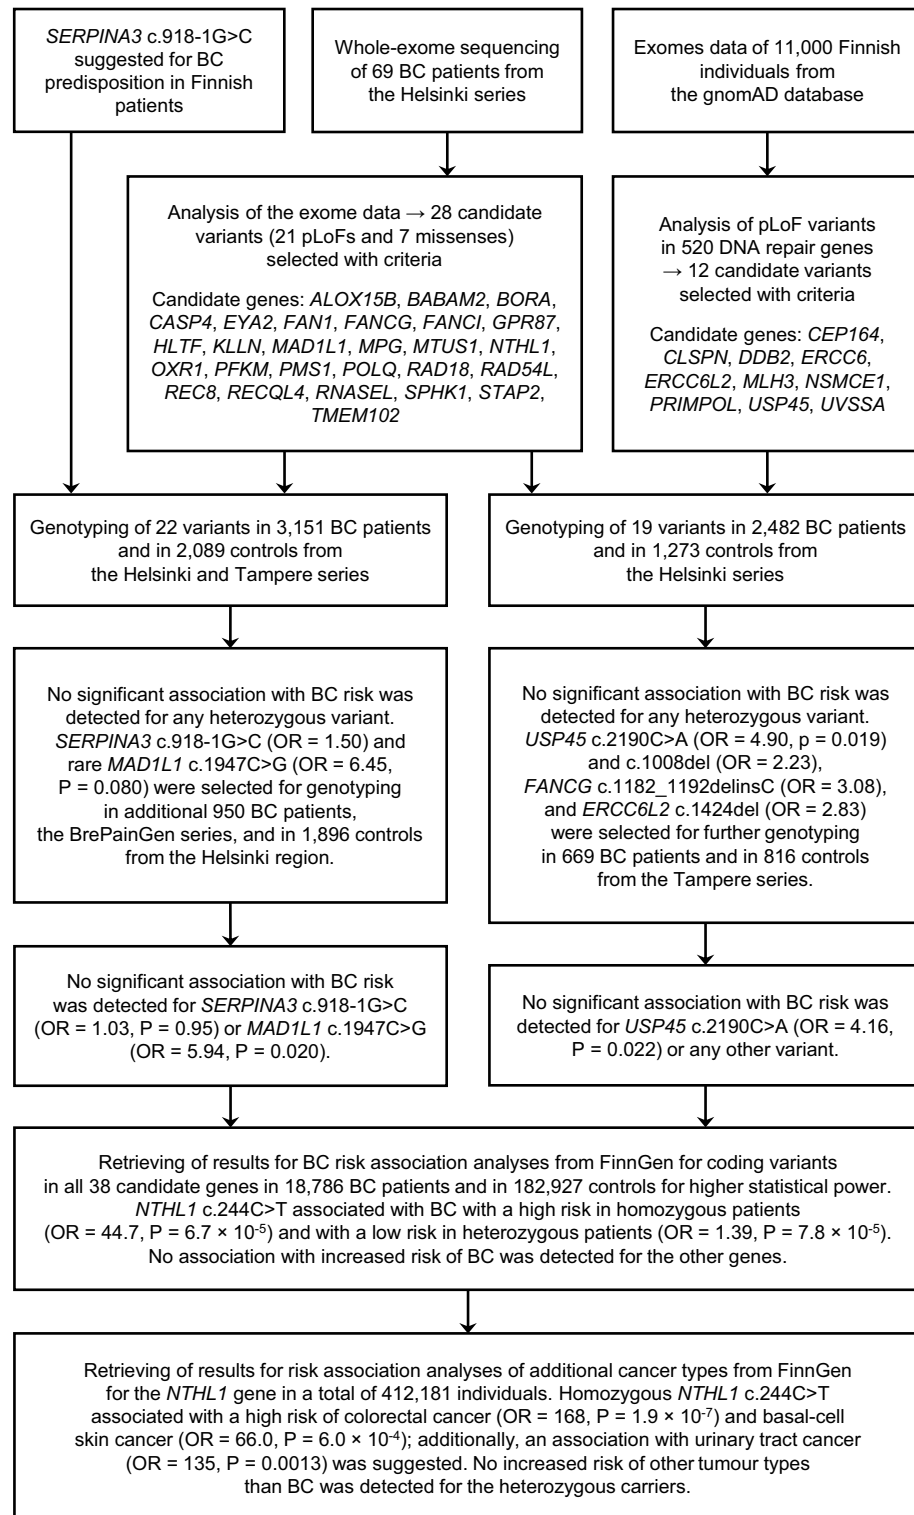 SERPINA3 c.918-1G>C
suggested for BC
predisposition in Finnish
patients
Whole-exome sequencing
of 69 BC patients from
the Helsinki series
Exomes data of 11,000 Finnish
individuals from
the gnomAD database
Analysis of the exome data → 28 candidate
variants (21 pLoFs and 7 missenses)
selected with criteria
Candidate genes: ALOX15B, BABAM2, BORA,
CASP4, EYA2, FAN1, FANCG, FANCI, GPR87,
HLTF, KLLN, MAD1L1, MPG, MTUS1, NTHL1,
OXR1, PFKM, PMS1, POLQ, RAD18, RAD54L,
REC8, RECQL4, RNASEL, SPHK1, STAP2,
TMEM102
Analysis of pLoF variants
in 520 DNA repair genes
→ 12 candidate variants
selected with criteria
Candidate genes: CEP164,
CLSPN, DDB2, ERCC6,
ERCC6L2, MLH3, NSMCE1,
PRIMPOL, USP45, UVSSA
Genotyping of 22 variants in 3,151 BC patients
and in 2,089 controls from
the Helsinki and Tampere series
Genotyping of 19 variants in 2,482 BC patients
and in 1,273 controls from
the Helsinki series
No significant association with BC risk was
detected for any heterozygous variant.
SERPINA3 c.918-1G>C (OR = 1.50) and
rare MAD1L1 c.1947C>G (OR = 6.45,
P = 0.080) were selected for genotyping
in additional 950 BC patients,
the BrePainGen series, and in 1,896 controls
from the Helsinki region.
No significant association with BC risk was
detected for any heterozygous variant.
USP45 c.2190C>A (OR = 4.90, p = 0.019)
and c.1008del (OR = 2.23),
FANCG c.1182_1192delinsC (OR = 3.08),
and ERCC6L2 c.1424del (OR = 2.83)
were selected for further genotyping
in 669 BC patients and in 816 controls
from the Tampere series.
No significant association with BC risk
was detected for SERPINA3 c.918-1G>C
(OR = 1.03, P = 0.95) or MAD1L1 c.1947C>G
(OR = 5.94, P = 0.020).
No significant association with BC risk was
detected for USP45 c.2190C>A (OR = 4.16,
P = 0.022) or any other variant.
Retrieving of results for BC risk association analyses from FinnGen for coding variants
in all 38 candidate genes in 18,786 BC patients and in 182,927 controls for higher statistical power.
NTHL1 c.244C>T associated with BC with a high risk in homozygous patients
(OR = 44.7, P = 6.7 × 10⁻⁵) and with a low risk in heterozygous patients (OR = 1.39, P = 7.8 × 10⁻⁵).
No association with increased risk of BC was detected for the other genes.
Retrieving of results for risk association analyses of additional cancer types from FinnGen
for the NTHL1 gene in a total of 412,181 individuals. Homozygous NTHL1 c.244C>T
associated with a high risk of colorectal cancer (OR = 168, P = 1.9 × 10⁻⁷) and basal-cell
skin cancer (OR = 66.0, P = 6.0 × 10⁻⁴); additionally, an association with urinary tract cancer
(OR = 135, P = 0.0013) was suggested. No increased risk of other tumour types
than BC was detected for the heterozygous carriers.